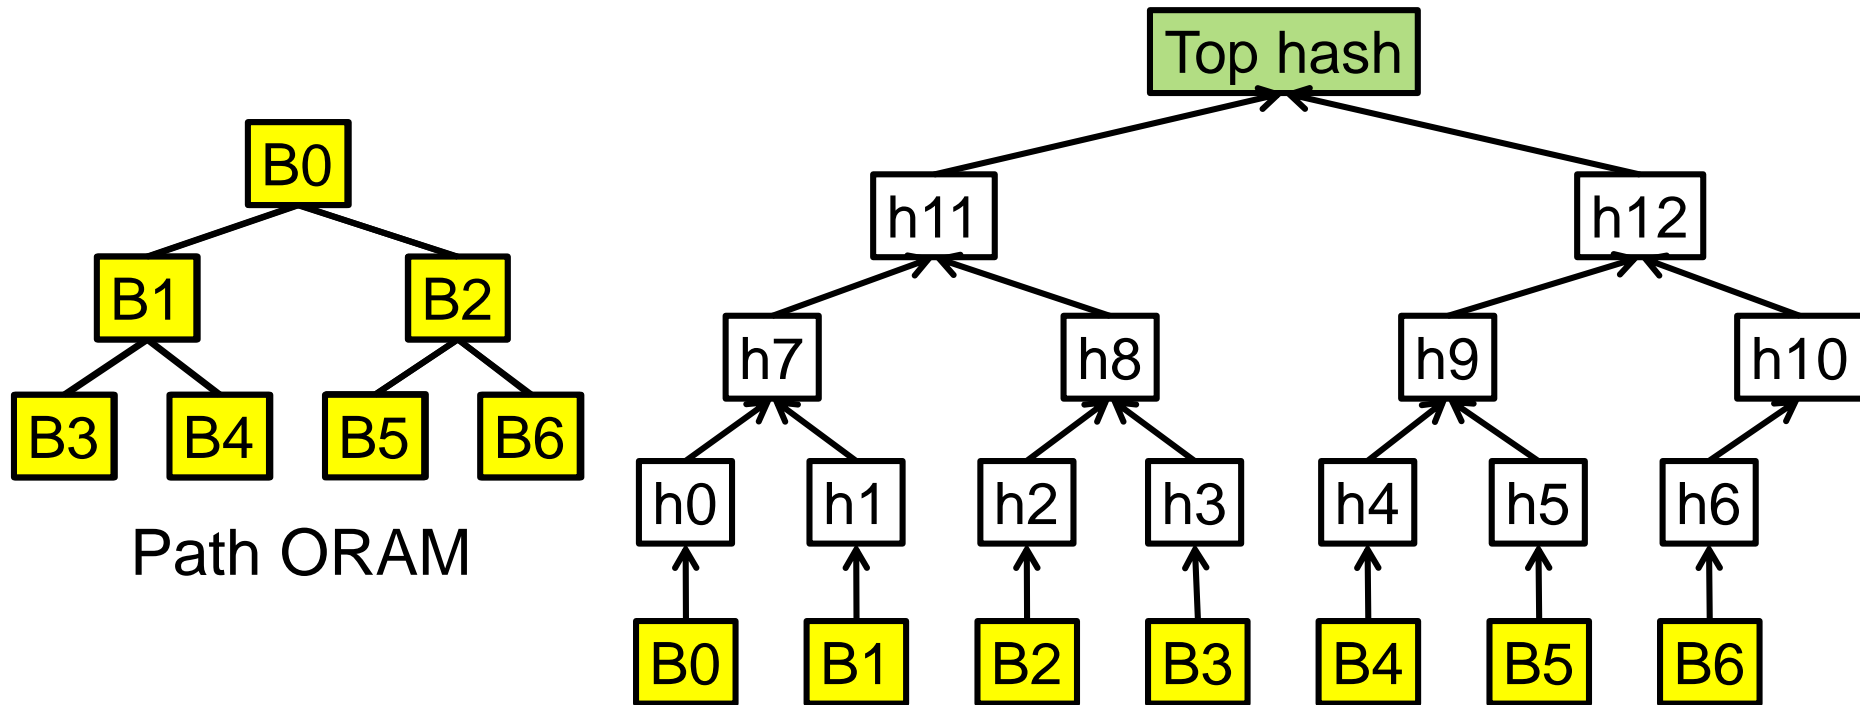 Top hash
B0
B1 B2
B3 B4 B5 B6
Path ORAM
h11 h12
h7 h8 h9 h10
h0 h1 h2 h3 h4 h5 h6
B0 B1 B2 B3 B4 B5 B6